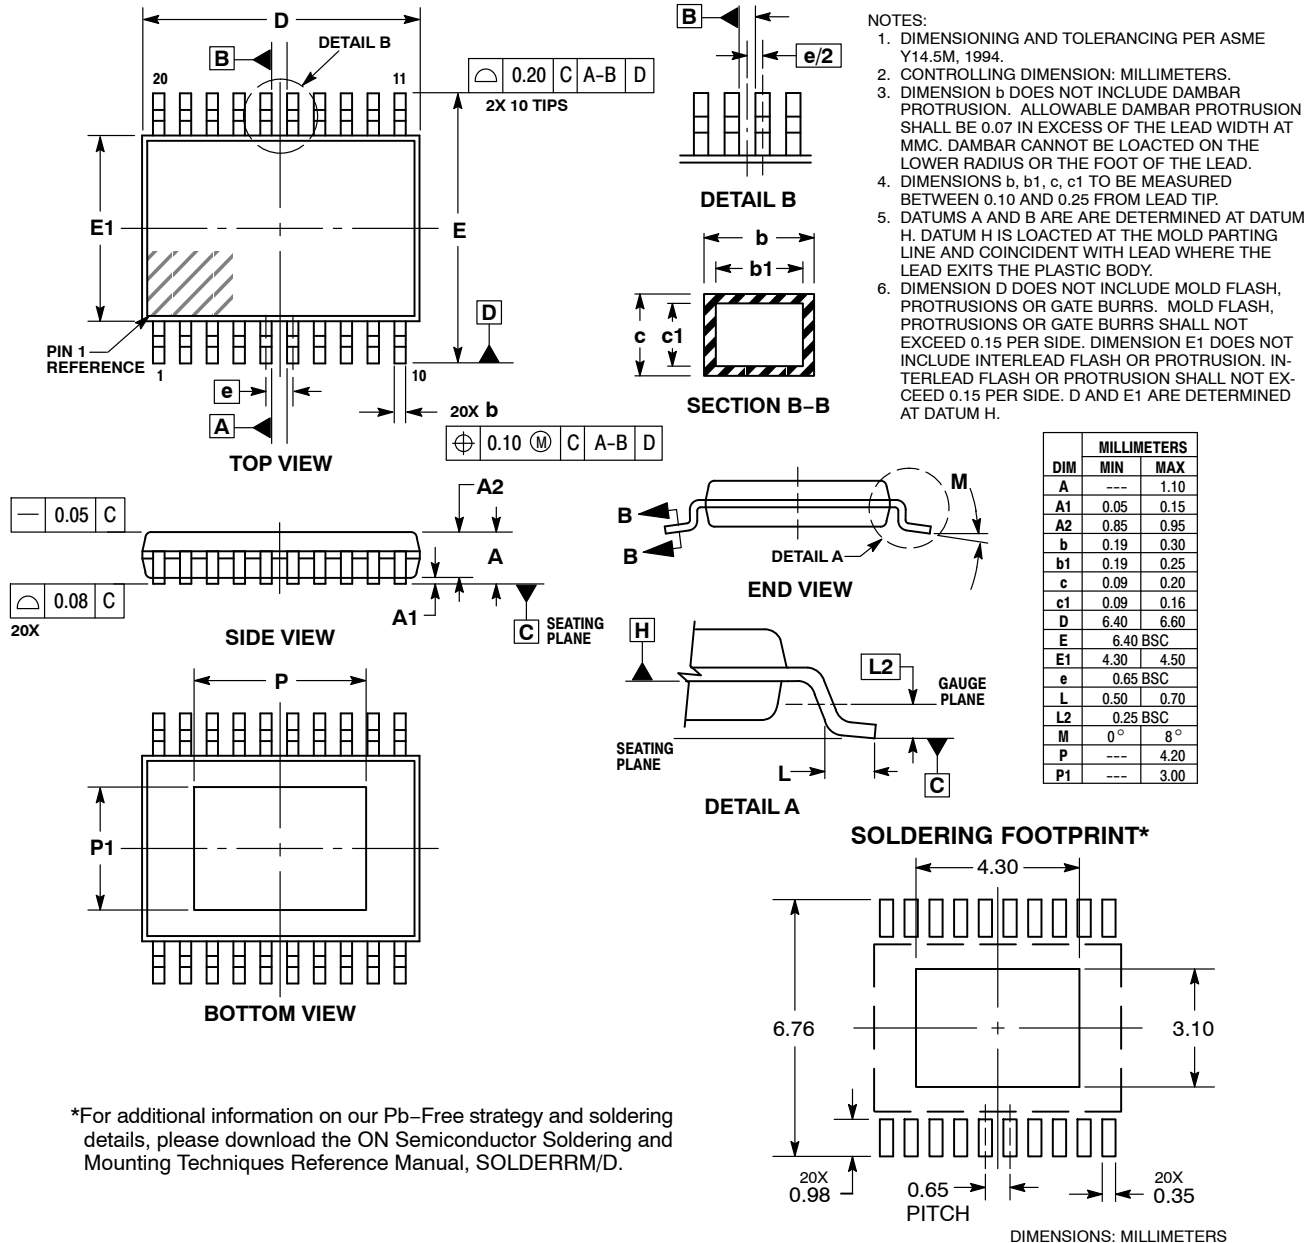 D
DETAIL B
B
20
11
⌓ 0.20 C A–B D
2X 10 TIPS
E1
E
D
PIN 1
REFERENCE
1
10
e
20X b
A
⌖ 0.10 Ⓜ C A–B D
TOP VIEW
B
e/2
DETAIL B
b
b1
c
c1
SECTION B–B
NOTES:
1. DIMENSIONING AND TOLERANCING PER ASME
Y14.5M, 1994.
2. CONTROLLING DIMENSION: MILLIMETERS.
3. DIMENSION b DOES NOT INCLUDE DAMBAR
PROTRUSION. ALLOWABLE DAMBAR PROTRUSION
SHALL BE 0.07 IN EXCESS OF THE LEAD WIDTH AT
MMC. DAMBAR CANNOT BE LOACTED ON THE
LOWER RADIUS OR THE FOOT OF THE LEAD.
4. DIMENSIONS b, b1, c, c1 TO BE MEASURED
BETWEEN 0.10 AND 0.25 FROM LEAD TIP.
5. DATUMS A AND B ARE ARE DETERMINED AT DATUM
H. DATUM H IS LOACTED AT THE MOLD PARTING
LINE AND COINCIDENT WITH LEAD WHERE THE
LEAD EXITS THE PLASTIC BODY.
6. DIMENSION D DOES NOT INCLUDE MOLD FLASH,
PROTRUSIONS OR GATE BURRS. MOLD FLASH,
PROTRUSIONS OR GATE BURRS SHALL NOT
EXCEED 0.15 PER SIDE. DIMENSION E1 DOES NOT
INCLUDE INTERLEAD FLASH OR PROTRUSION. IN-
TERLEAD FLASH OR PROTRUSION SHALL NOT EX-
CEED 0.15 PER SIDE. D AND E1 ARE DETERMINED
AT DATUM H.
MILLIMETERS
DIM MIN MAX
A --- 1.10
A1 0.05 0.15
A2 0.85 0.95
b 0.19 0.30
b1 0.19 0.25
c 0.09 0.20
c1 0.09 0.16
D 6.40 6.60
E 6.40 BSC
E1 4.30 4.50
e 0.65 BSC
L 0.50 0.70
L2 0.25 BSC
M 0° 8°
P --- 4.20
P1 --- 3.00
— 0.05 C
A2
A
⌓ 0.08 C
20X
A1
C SEATING
PLANE
SIDE VIEW
B
B
M
DETAIL A
END VIEW
H
L2
GAUGE
PLANE
SEATING
PLANE
L
C
DETAIL A
P
P1
BOTTOM VIEW
SOLDERING FOOTPRINT*
4.30
6.76
3.10
20X
0.98
0.65
PITCH
20X
0.35
DIMENSIONS: MILLIMETERS
*For additional information on our Pb–Free strategy and soldering
details, please download the ON Semiconductor Soldering and
Mounting Techniques Reference Manual, SOLDERRM/D.